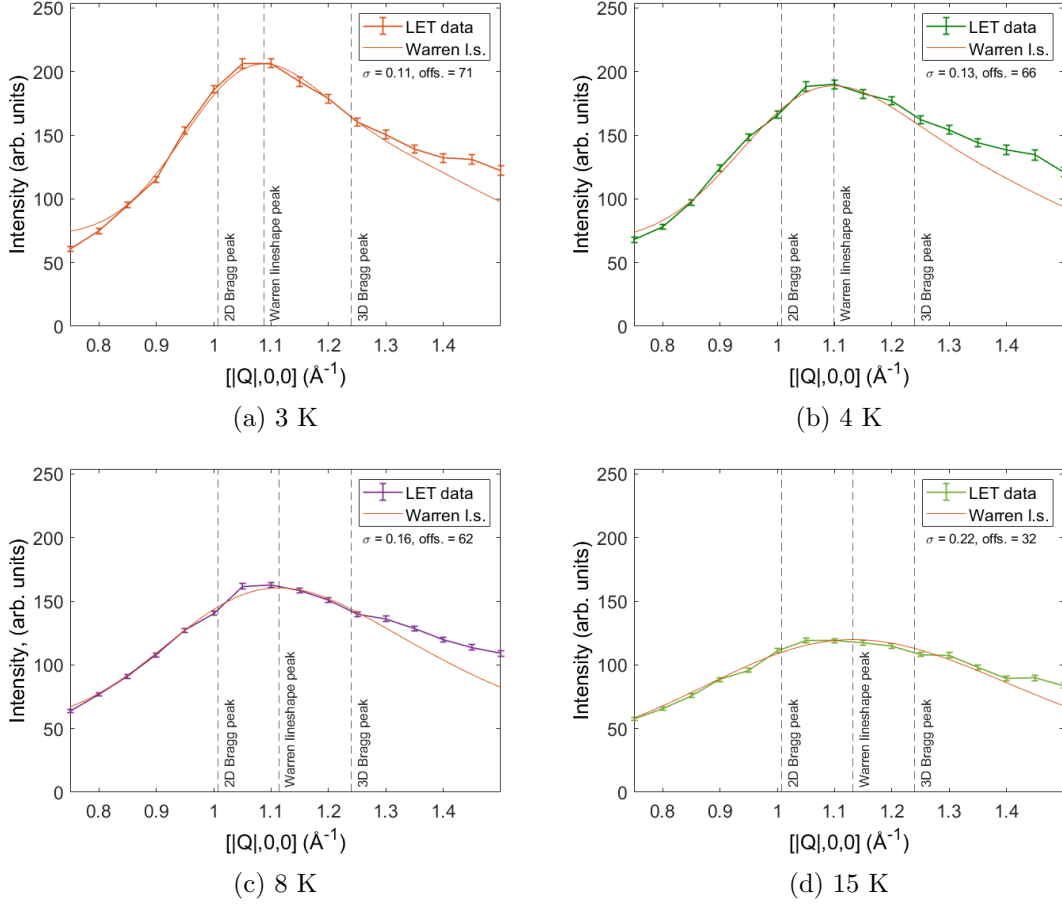 250
200
150
100
50
0
Intensity (arb. units)
LET data
Warren l.s.
σ = 0.11, offs. = 71
2D Bragg peak
Warren lineshape peak
3D Bragg peak
0.8 0.9 1 1.1 1.2 1.3 1.4
[|Q|,0,0] (Å⁻¹)
(a) 3 K
250
200
150
100
50
0
Intensity (arb. units)
LET data
Warren l.s.
σ = 0.13, offs. = 66
2D Bragg peak
Warren lineshape peak
3D Bragg peak
0.8 0.9 1 1.1 1.2 1.3 1.4
[|Q|,0,0] (Å⁻¹)
(b) 4 K
250
200
150
100
50
0
Intensity, (arb. units)
LET data
Warren l.s.
σ = 0.16, offs. = 62
2D Bragg peak
Warren lineshape peak
3D Bragg peak
0.8 0.9 1 1.1 1.2 1.3 1.4
[|Q|,0,0] (Å⁻¹)
(c) 8 K
250
200
150
100
50
0
Intensity (arb. units)
LET data
Warren l.s.
σ = 0.22, offs. = 32
2D Bragg peak
Warren lineshape peak
3D Bragg peak
0.8 0.9 1 1.1 1.2 1.3 1.4
[|Q|,0,0] (Å⁻¹)
(d) 15 K